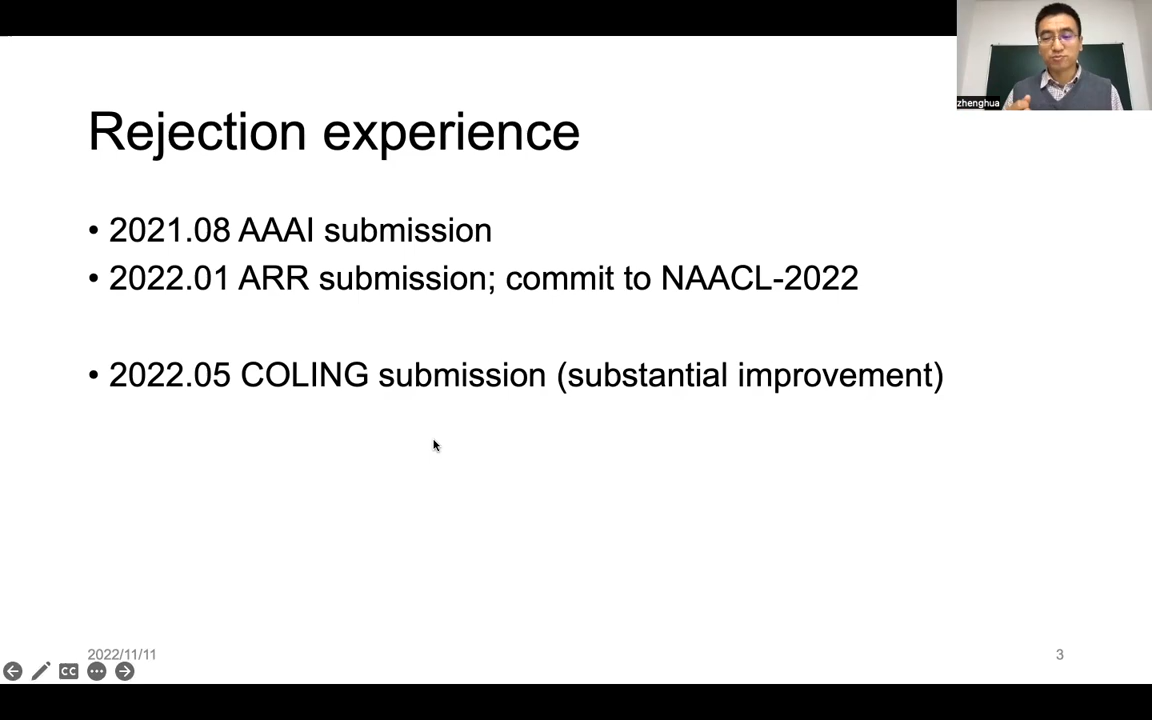 zhenghua
Rejection experience
• 2021.08 AAAI submission
• 2022.01 ARR submission; commit to NAACL-2022
• 2022.05 COLING submission (substantial improvement)
2022/11/11
3
CC